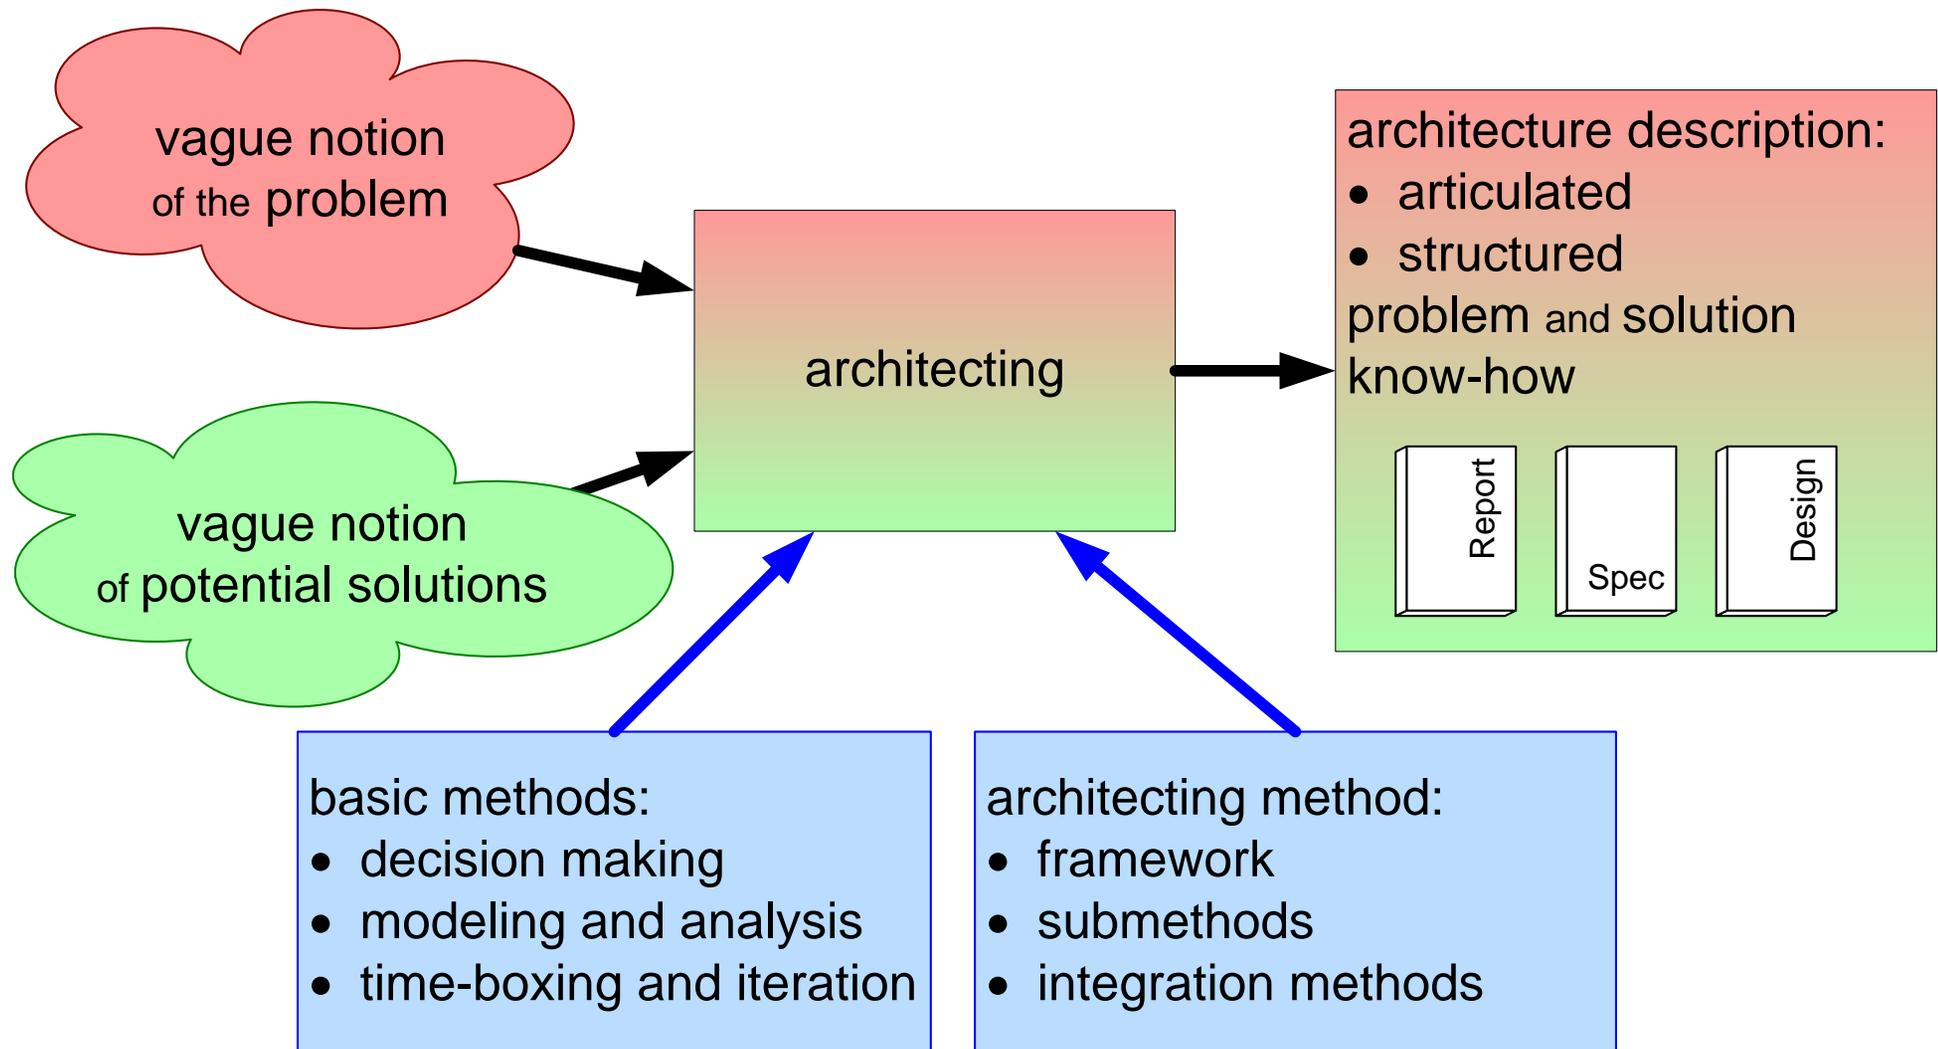 vague notion
of the problem
vague notion
of potential solutions
architecting
architecture description:
• articulated
• structured
problem and solution
know-how
Report
Spec
Design
basic methods:
• decision making
• modeling and analysis
• time-boxing and iteration
architecting method:
• framework
• submethods
• integration methods